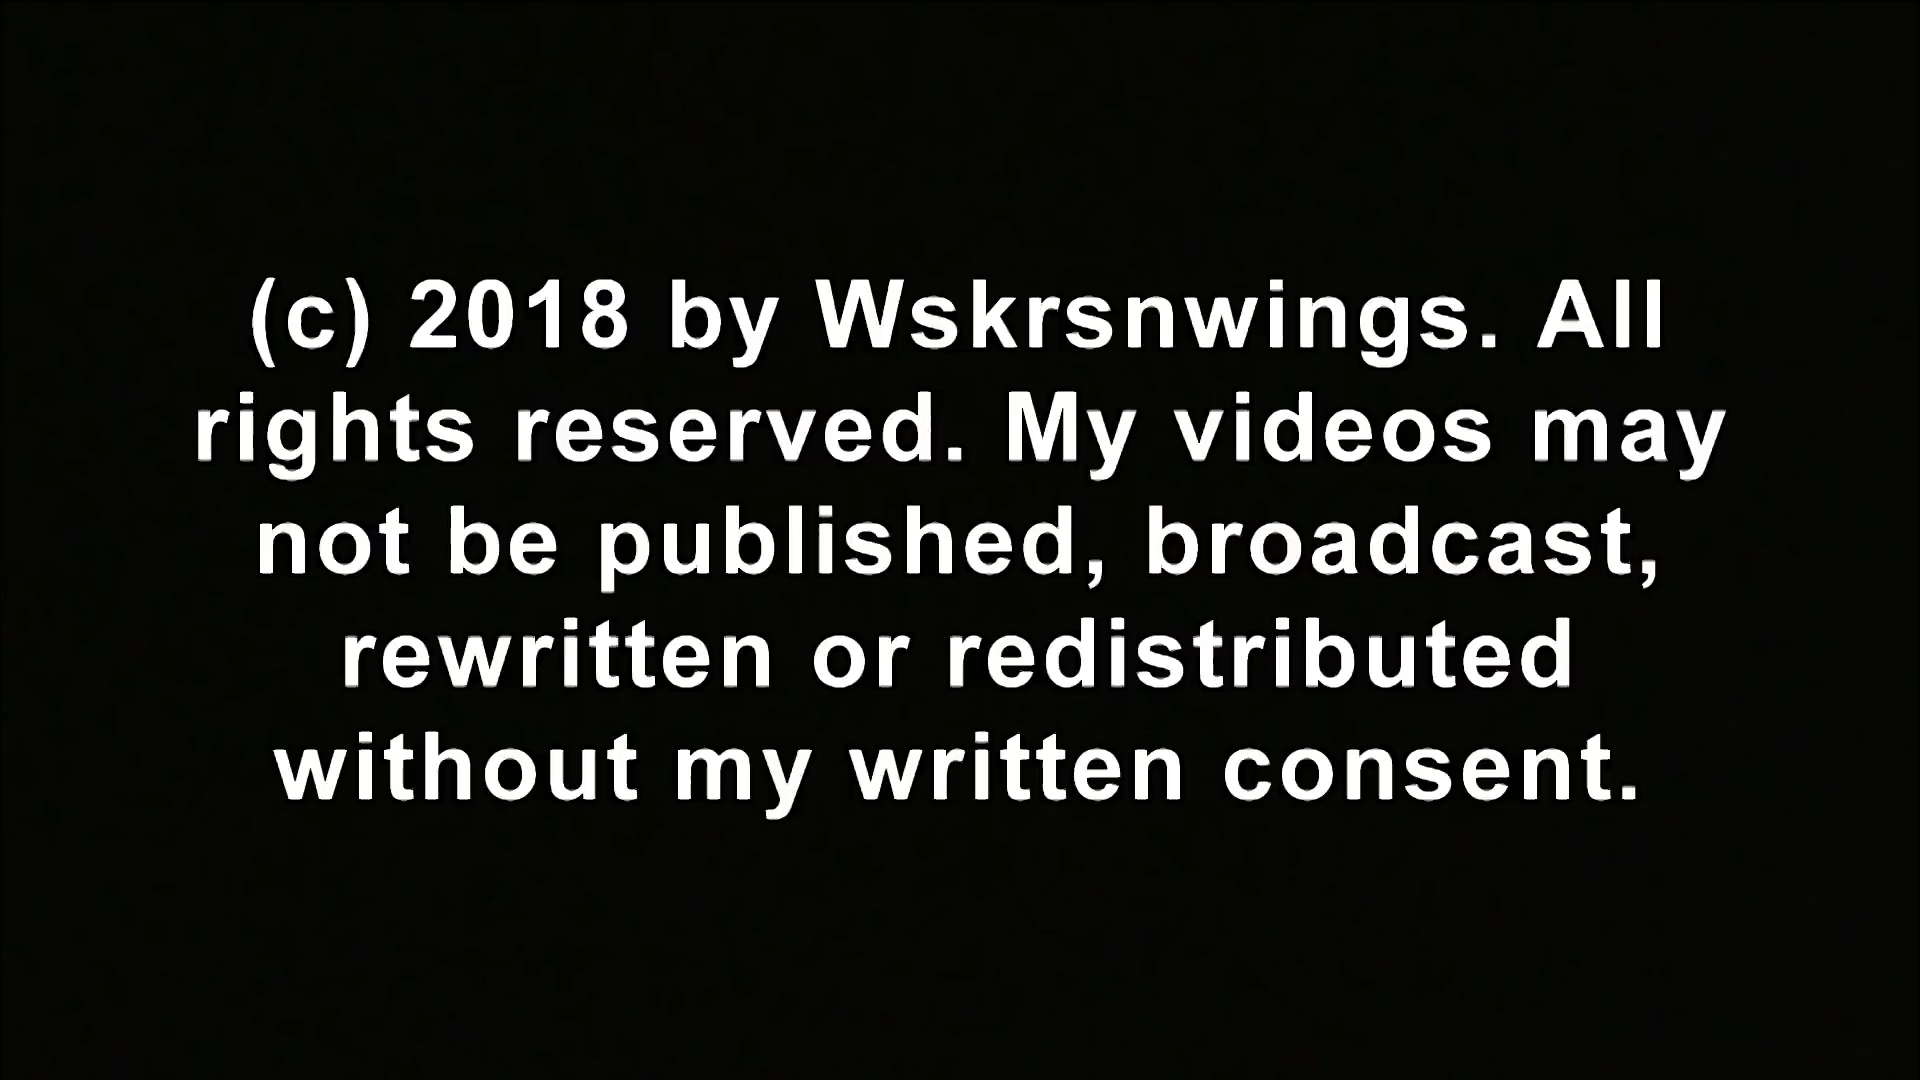 (c) 2018 by Wskrsnwings. All
rights reserved. My videos may
not be published, broadcast,
rewritten or redistributed
without my written consent.